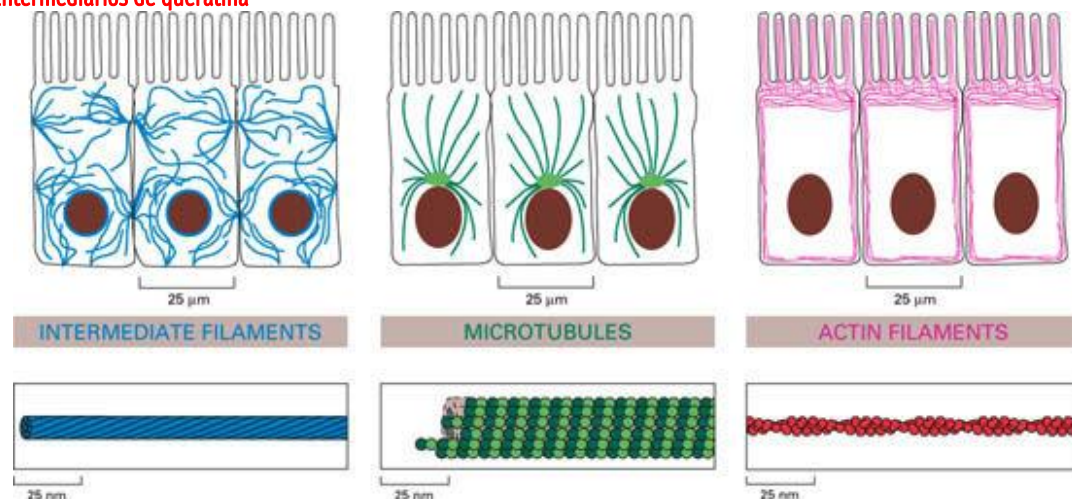 intermediarios de queratina
25 µm
25 µm
25 µm
INTERMEDIATE FILAMENTS
MICROTUBULES
ACTIN FILAMENTS
25 nm
25 nm
25 nm